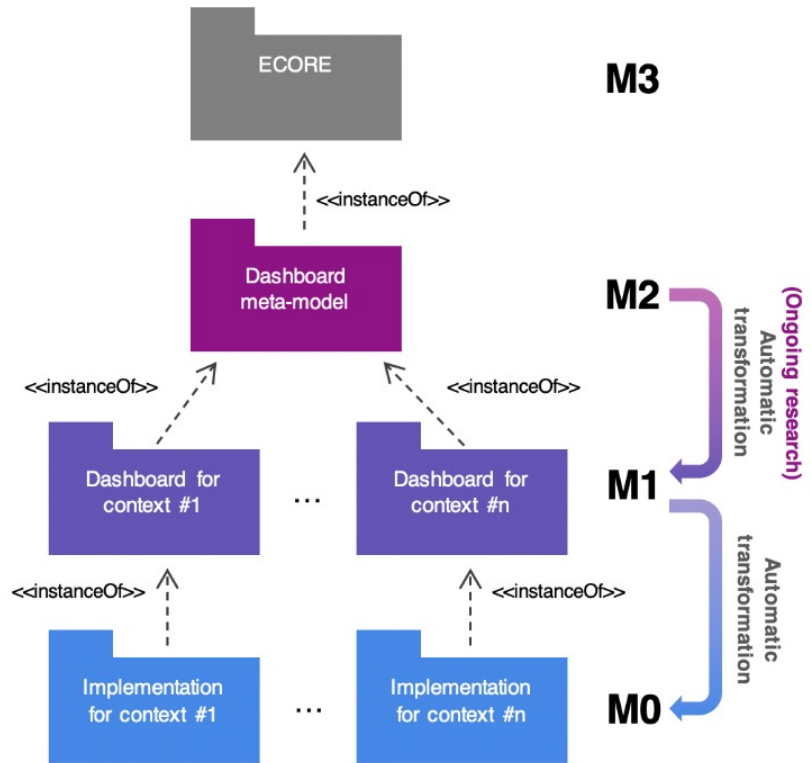 ECORE
M3
<<instanceOf>>
Dashboard
meta-model
M2
(Ongoing research)
Automatic
transformation
<<instanceOf>>
<<instanceOf>>
Dashboard for
context #1
...
Dashboard for
context #n
M1
<<instanceOf>>
<<instanceOf>>
Automatic
transformation
Implementation
for context #1
...
Implementation
for context #n
M0